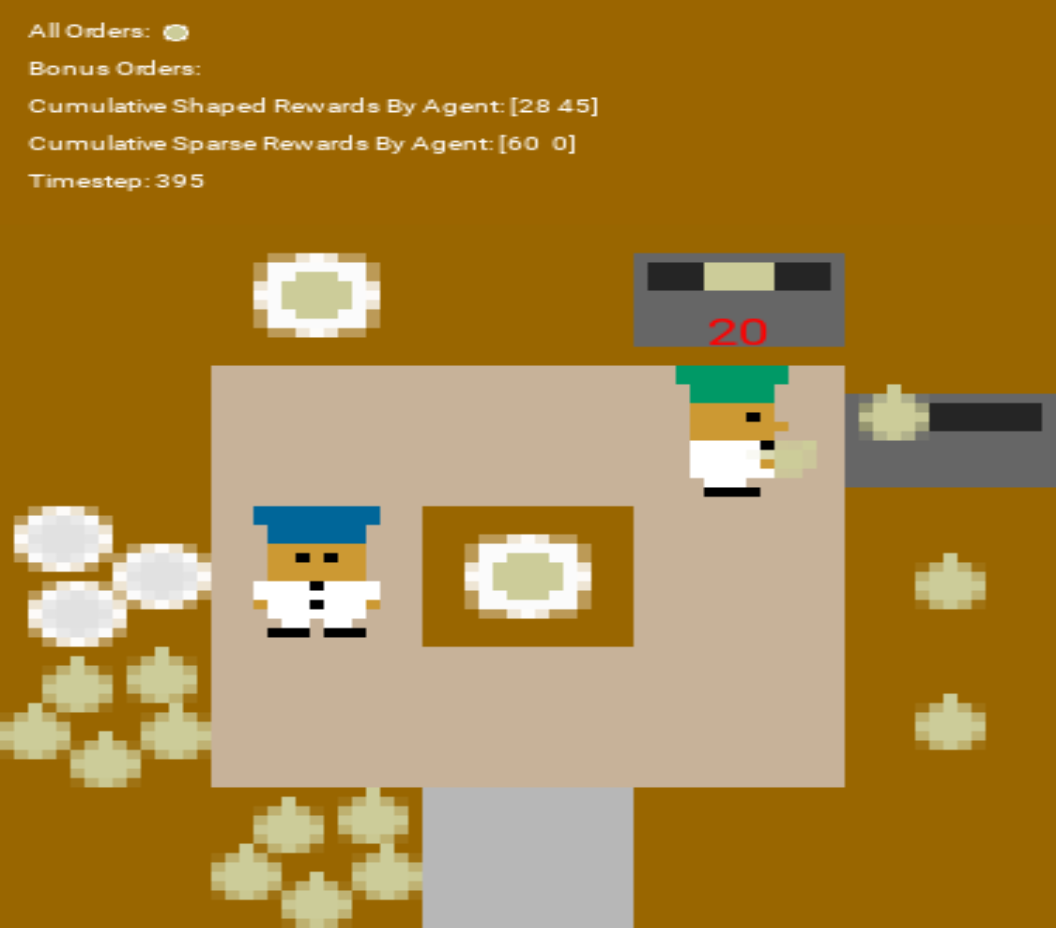 All Orders:
Bonus Orders:
Cumulative Shaped Rewards By Agent: [28 45]
Cumulative Sparse Rewards By Agent: [60 0]
Timestep: 395
20